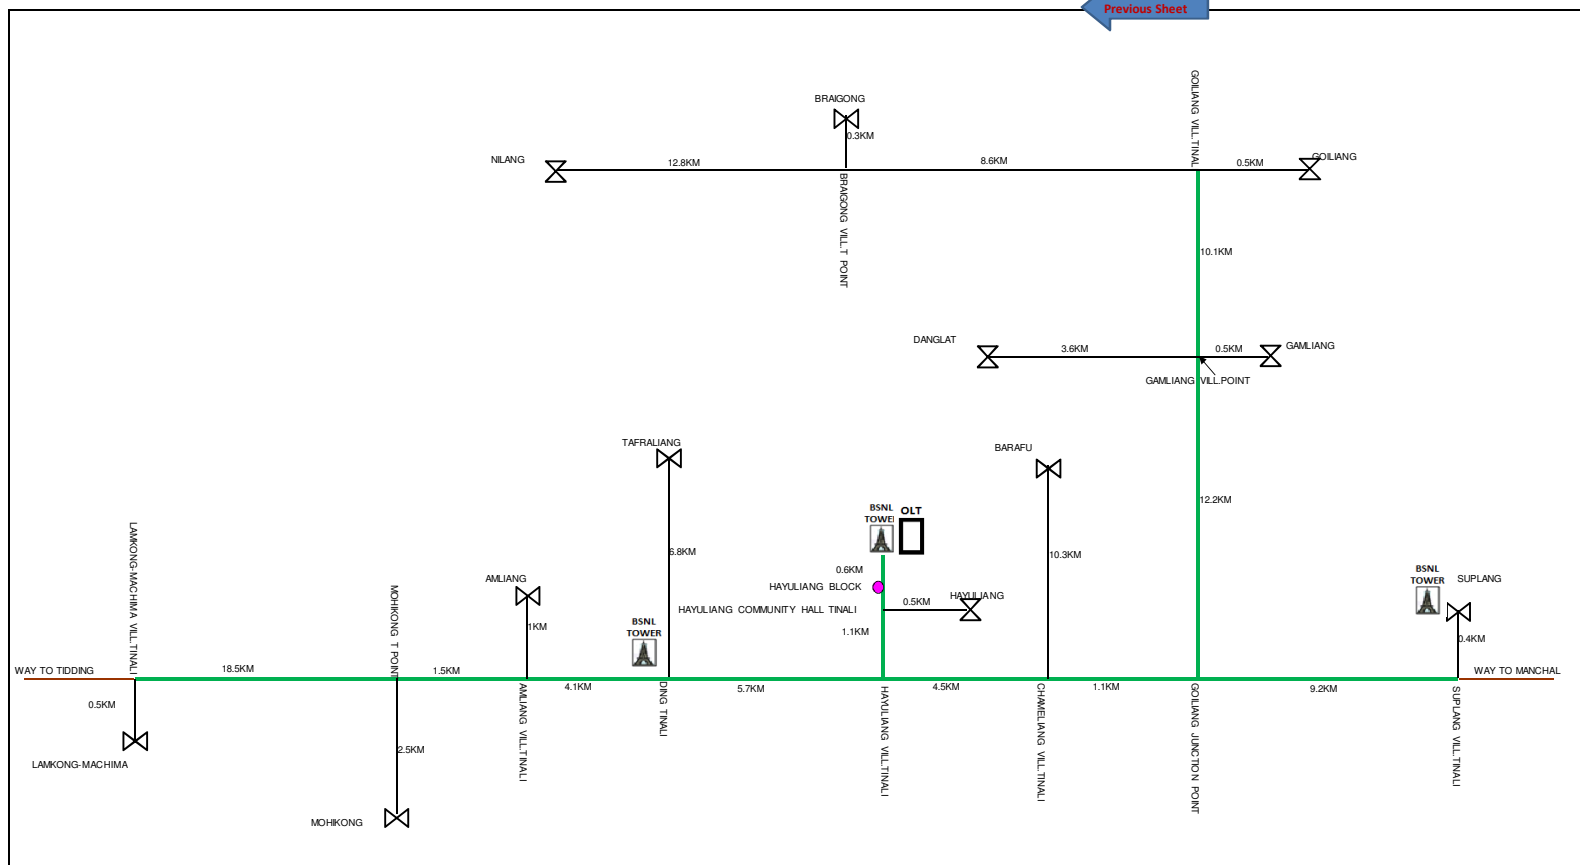 Previous Sheet
GOILIANG VILL.TINAL
BRAIGONG
0.3KM
NILANG
12.8KM
8.6KM
0.5KM
GOILIANG
BRAIGONG VILL.T POINT
10.1KM
DANGLAT
3.6KM
0.5KM
GAMLIANG
GAMLIANG VILL.POINT
TAFRALIANG
BARAFU
12.2KM
BSNL
TOWE
OLT
LAMKONG-MACHIMA VILL.TINALI
6.8KM
10.3KM
0.6KM
BSNL
TOWER
SUPLANG
MOHIKONG T POINT
AMLIANG
HAYULIANG BLOCK
HAYULIANG
0.5KM
HAYULIANG COMMUNITY HALL TINALI
1KM
BSNL
TOWER
1.1KM
0.4KM
WAY TO TIDDING
18.5KM
1.5KM
WAY TO MANCHAL
4.1KM
5.7KM
4.5KM
1.1KM
9.2KM
0.5KM
AMLIANG VILL.TINALI
DING TINALI
HAYULIANG VILL.TINALI
CHAMELIANG VILL.TINALI
GOILIANG JUNCTION POINT
SUPLANG VILL.TINALI
2.5KM
LAMKONG-MACHIMA
MOHIKONG